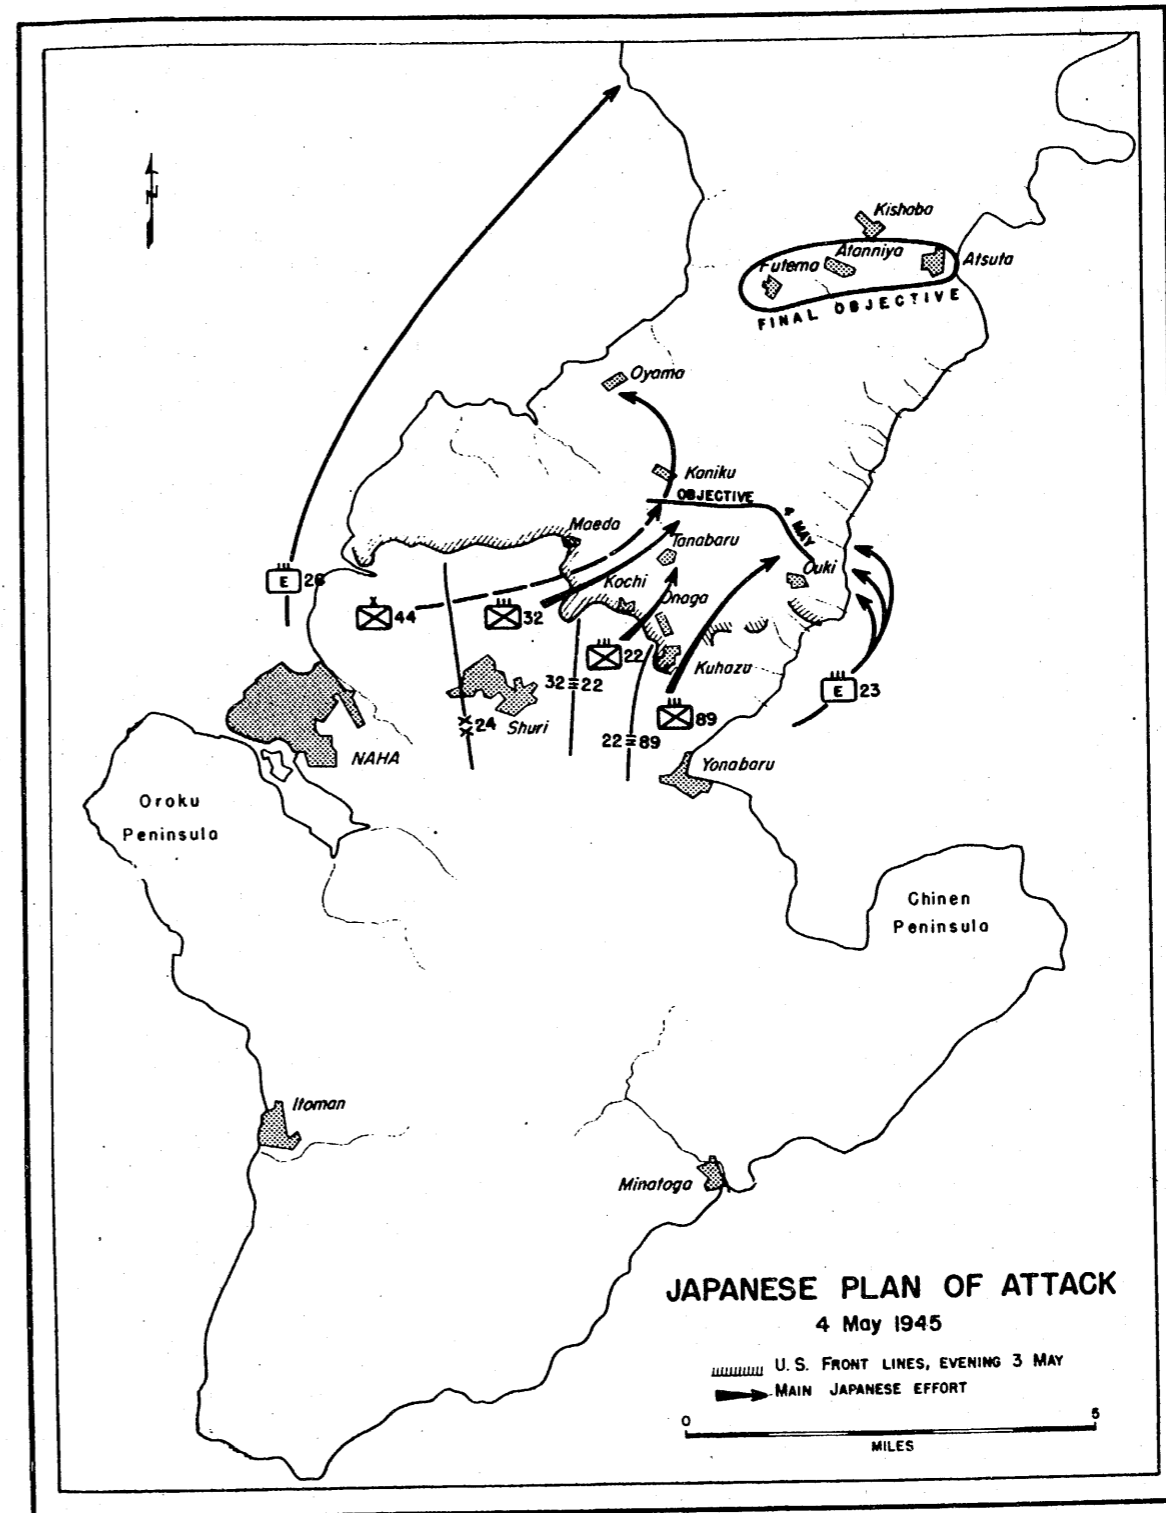 N
Kishaba
Atanniya
Futema
Atsuta
FINAL OBJECTIVE
Oyama
Kaniku
OBJECTIVE
4 MAY
Maeda
Tanabaru
Ouki
Kochi
Onaga
E 26
44
32
22
Kuhazu
E 23
32 22
89
24
Shuri
22 89
NAHA
Yonabaru
Oroku
Peninsula
Chinen
Peninsula
Itoman
Minatoga
JAPANESE PLAN OF ATTACK
4 May 1945
U. S. FRONT LINES, EVENING 3 MAY
MAIN JAPANESE EFFORT
0 5
MILES